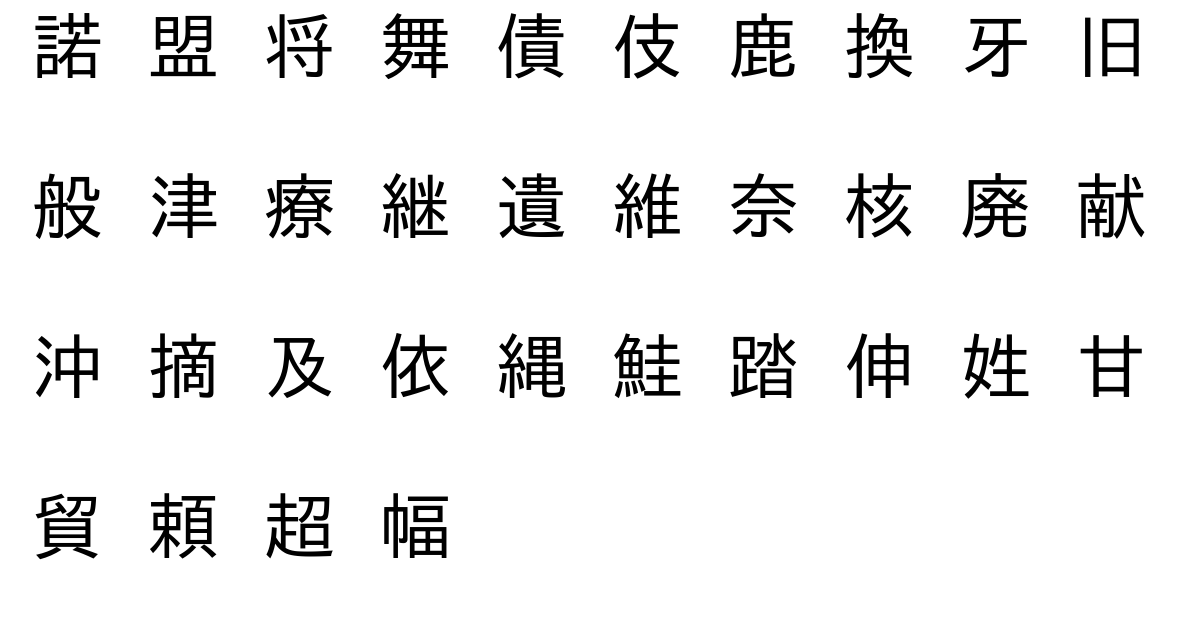 諾盟将舞債伎鹿換牙旧
般津療継遺維奈核廃献
沖摘及依縄鮭踏伸姓甘
貿頼超幅